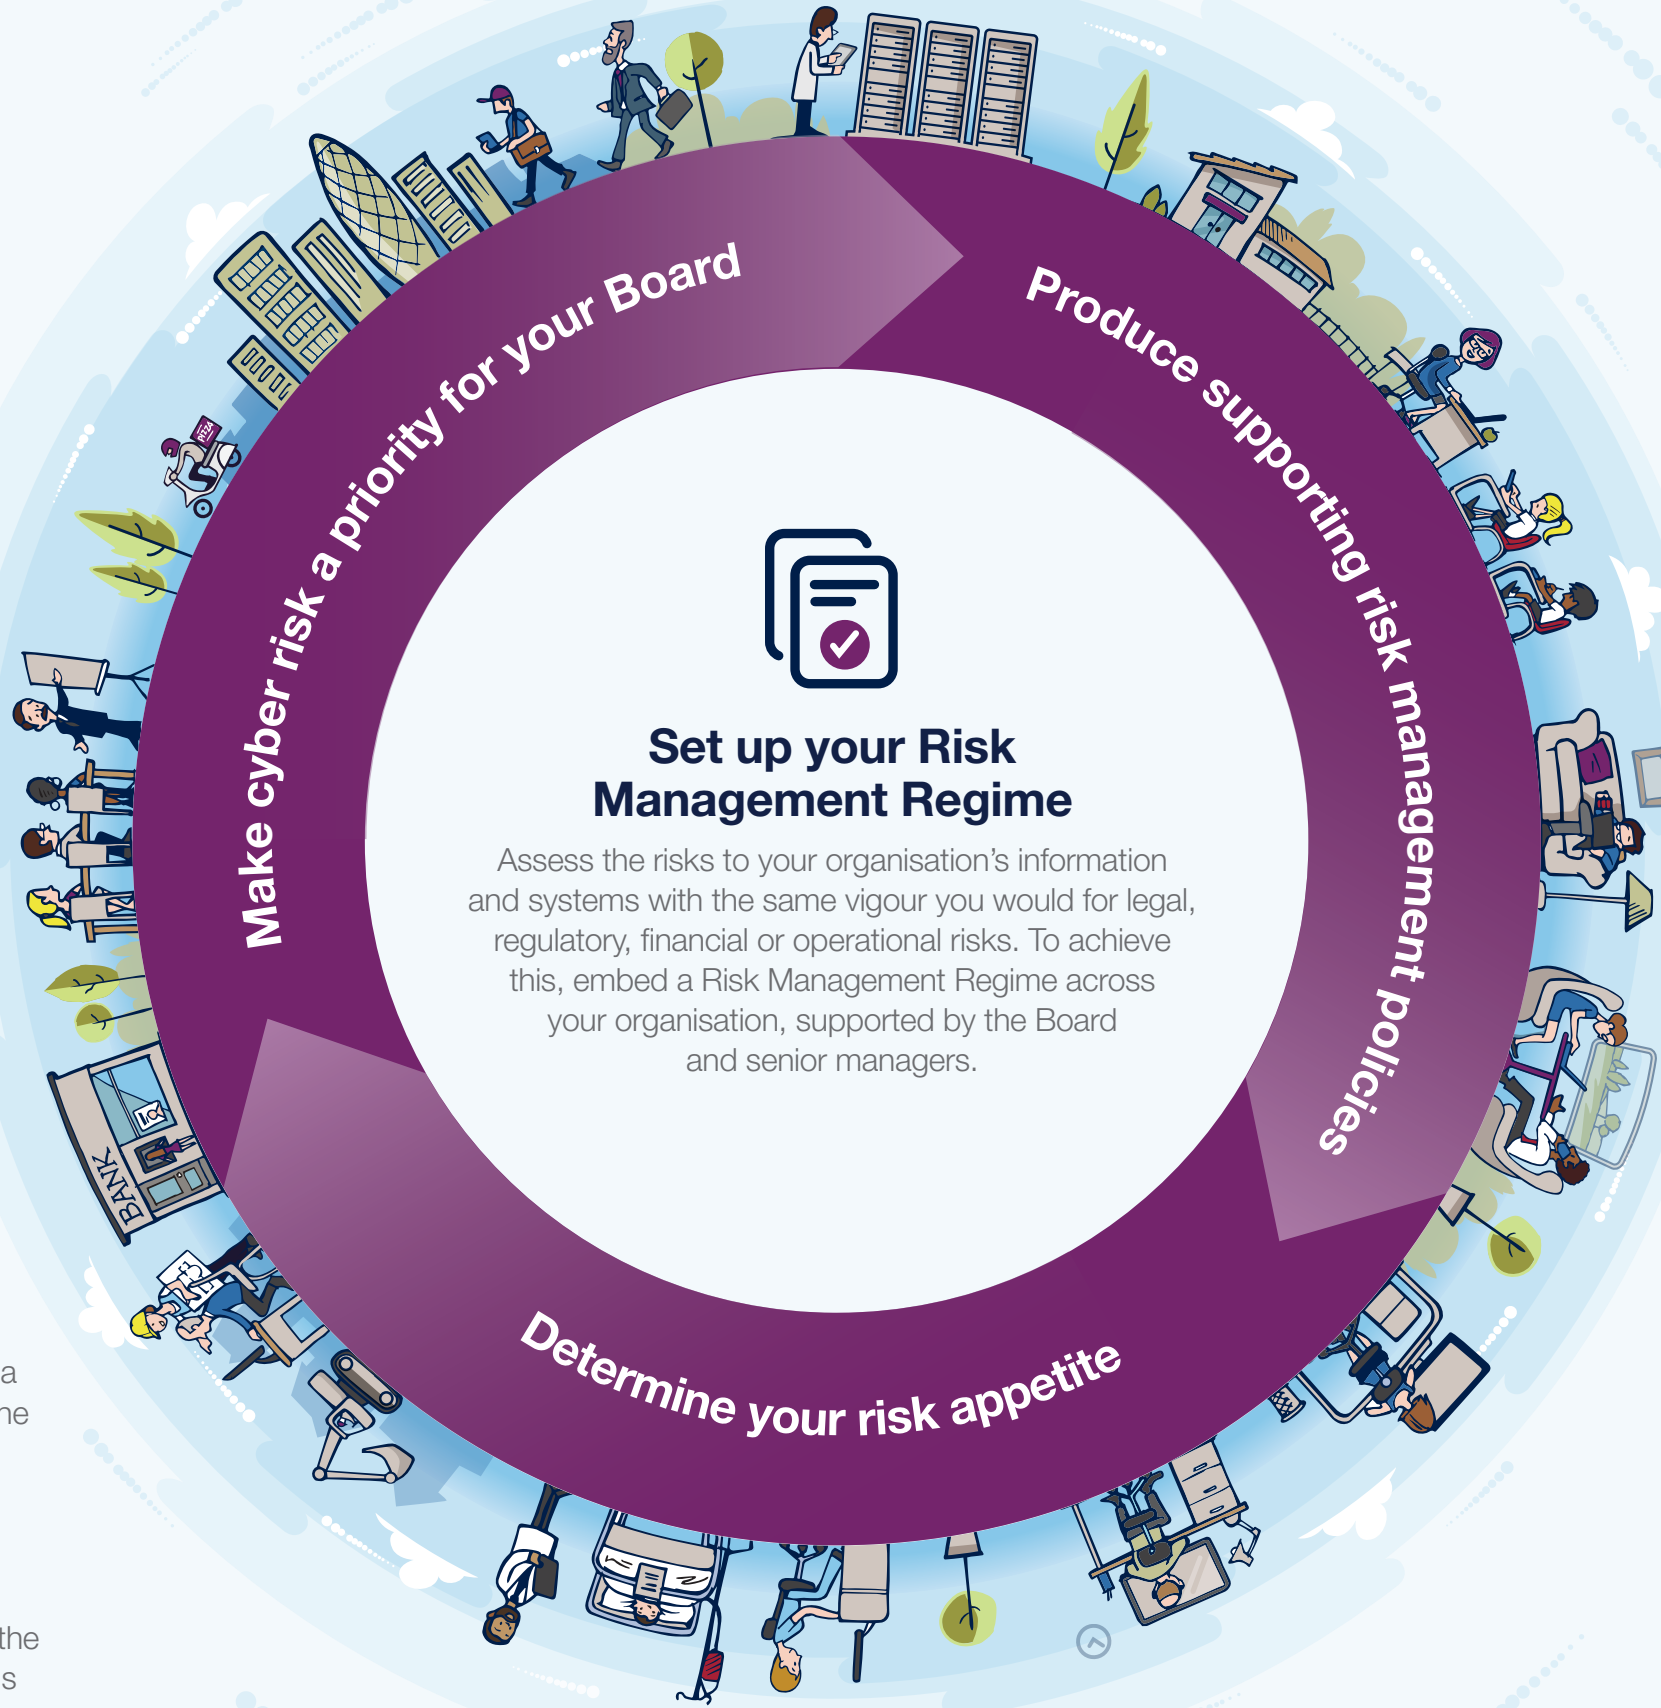 Make cyber risk a priority for your Board
Produce supporting risk management policies
PIZZA
Set up your Risk
Management Regime
Assess the risks to your organisation’s information
and systems with the same vigour you would for legal,
regulatory, financial or operational risks. To achieve
this, embed a Risk Management Regime across
your organisation, supported by the Board
and senior managers.
BANK
Determine your risk appetite
a
the